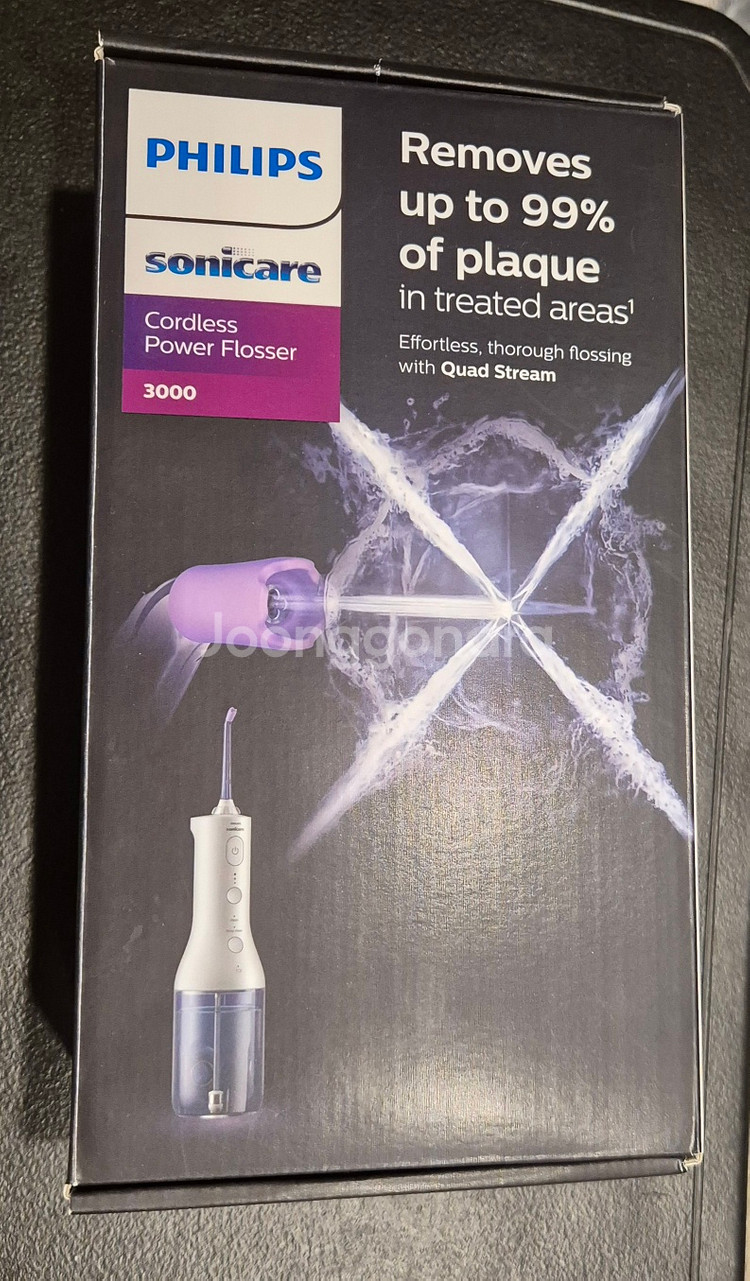 PHILIPS
sonicare
Cordless
Power Flosser
3000
Removes
up to 99%
of plaque
in treated areas¹
Effortless, thorough flossing
with Quad Stream
Joonggonara